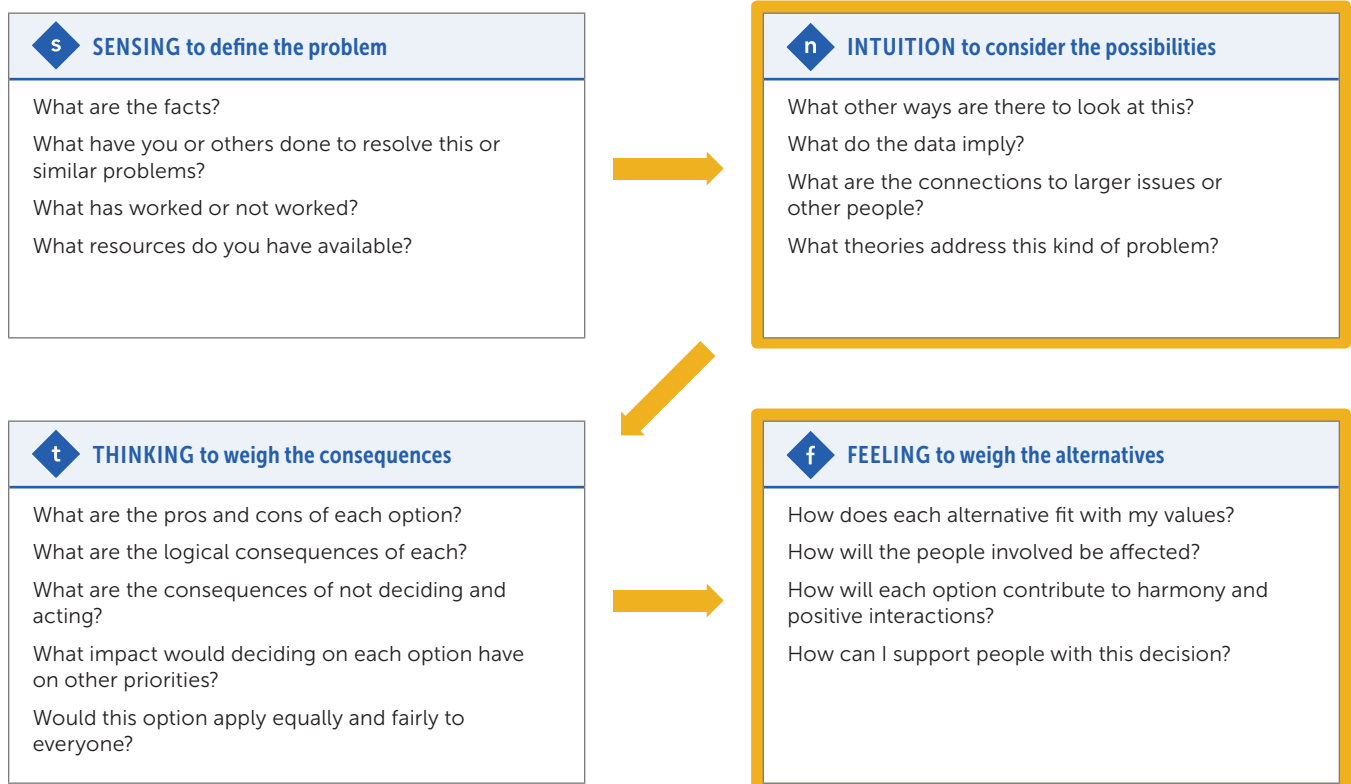 s
SENSING to define the problem
What are the facts?
What have you or others done to resolve this or
similar problems?
What has worked or not worked?
What resources do you have available?
n
INTUITION to consider the possibilities
What other ways are there to look at this?
What do the data imply?
What are the connections to larger issues or
other people?
What theories address this kind of problem?
t
THINKING to weigh the consequences
What are the pros and cons of each option?
What are the logical consequences of each?
What are the consequences of not deciding and
acting?
What impact would deciding on each option have
on other priorities?
Would this option apply equally and fairly to
everyone?
f
FEELING to weigh the alternatives
How does each alternative fit with my values?
How will the people involved be affected?
How will each option contribute to harmony and
positive interactions?
How can I support people with this decision?